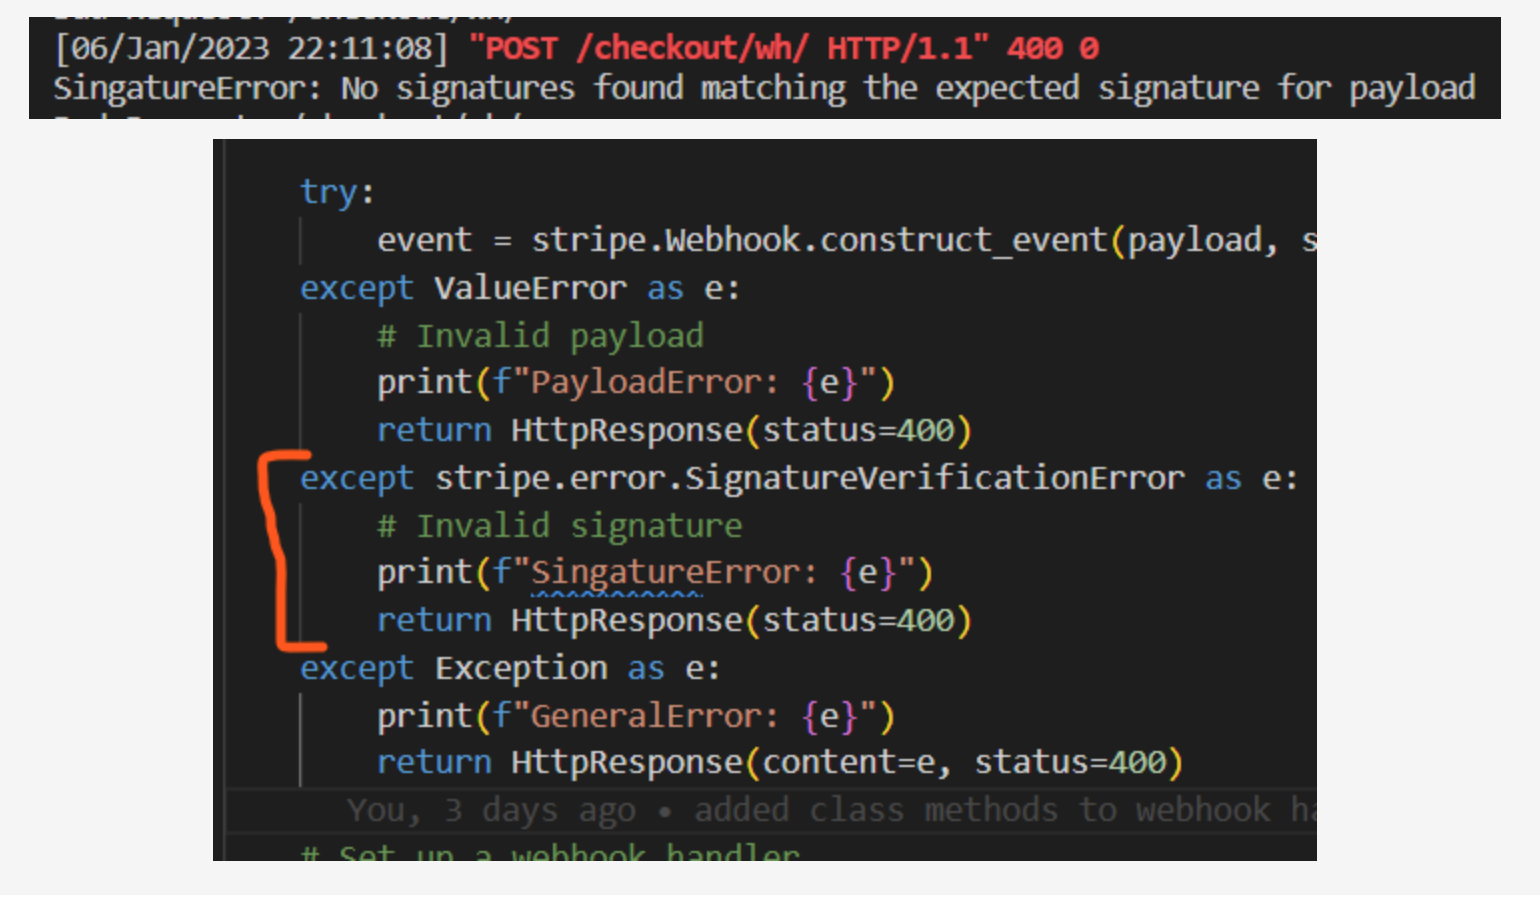 [06/Jan/2023 22:11:08] "POST /checkout/wh/ HTTP/1.1" 400 0
SingatureError: No signatures found matching the expected signature for payload
try:
event = stripe.Webhook.construct_event(payload, s
except ValueError as e:
# Invalid payload
print(f"PayloadError: {e}")
return HttpResponse(status=400)
except stripe.error.SignatureVerificationError as e:
# Invalid signature
print(f"SingatureError: {e}")
return HttpResponse(status=400)
except Exception as e:
print(f"GeneralError: {e}")
return HttpResponse(content=e, status=400)
You, 3 days ago • added class methods to webhook ha
# Set up a webhook handler